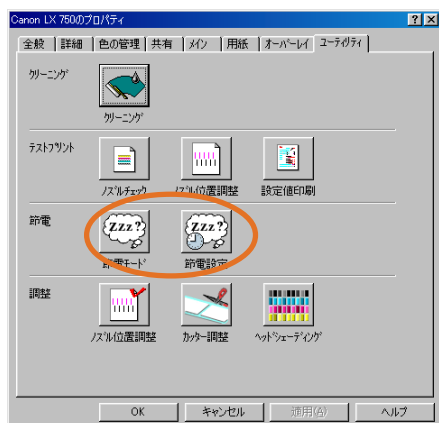 Canon LX 750のプロパティ
全般 詳細 色の管理 共有 メイン 用紙 オーバーレイ ユーティリティ
クリーニング
クリーニング
テストプリント
ノズルチェック ノズル位置調整 設定値印刷
節電
Zzz? Zzz?
節電モード 節電設定
調整
ノズル位置調整 カッター調整 ヘッドシェーディング
OK キャンセル 適用(A) ヘルプ